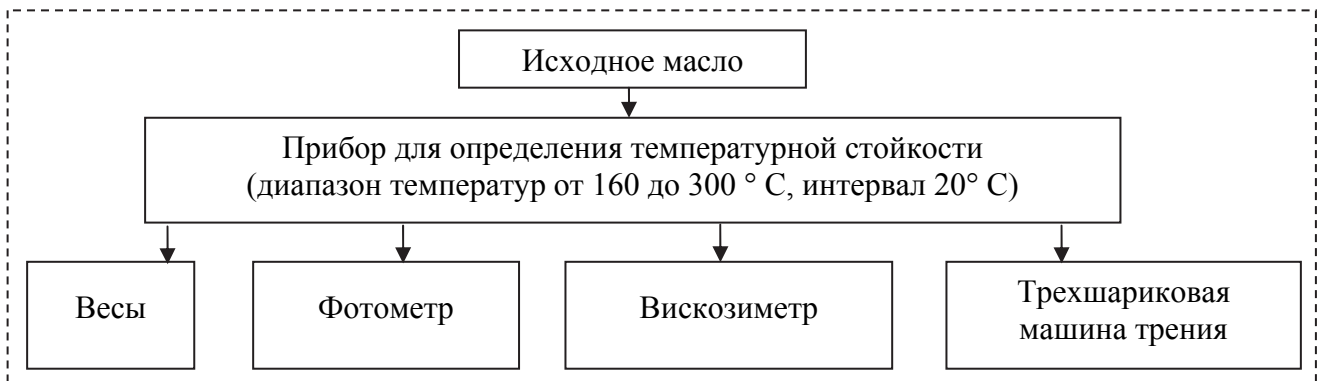 Исходное масло
Прибор для определения температурной стойкости
(диапазон температур от 160 до 300 ° С, интервал 20° С)
Весы
Фотометр
Вискозиметр
Трехшариковая
машина трения